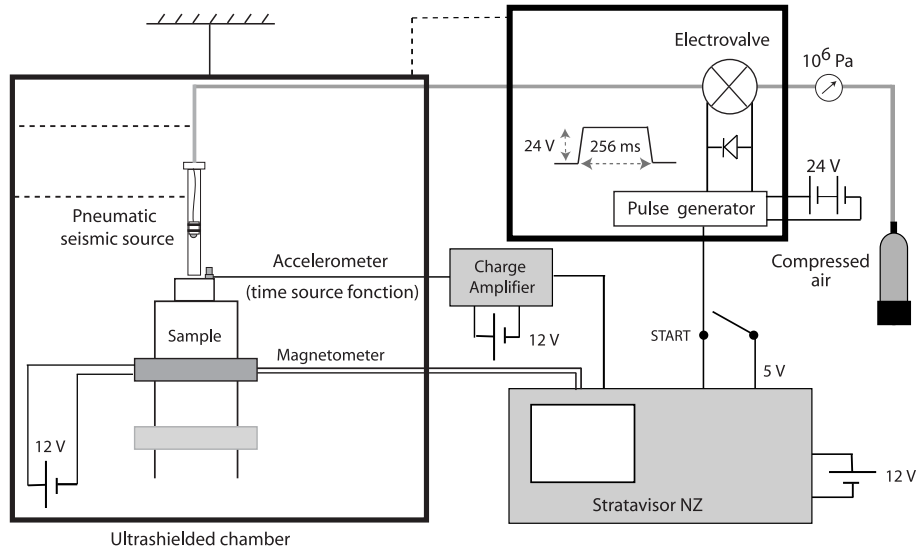 Electrovalve
10⁶ Pa
24 V
256 ms
24 V
Pulse generator
Pneumatic
seismic source
Compressed
air
Accelerometer
(time source fonction)
Charge
Amplifier
12 V
Sample
START
Magnetometer
5 V
12 V
12 V
Stratavisor NZ
Ultrashielded chamber